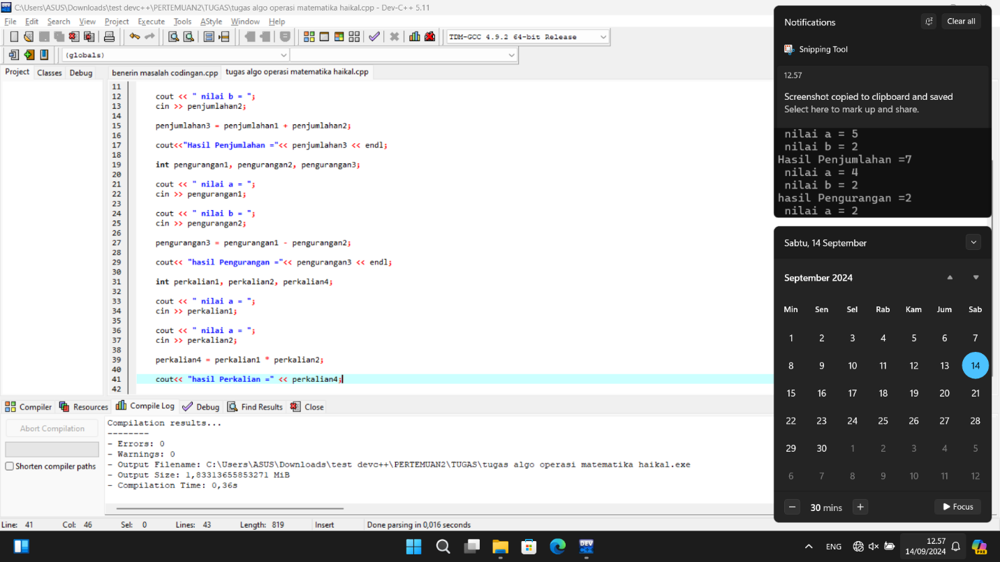 C:\Users\ASUS\Downloads\test devc++\PERTEMUAN2\TUGAS\tugas algo operasi matematika haikal.cpp - Dev-C++ 5.11
File Edit Search View Project Execute Tools AStyle Window Help
TDM-GCC 4.9.2 64-bit Release
(globals)
Project Classes Debug
benerin masalah codingan.cpp tugas algo operasi matematika haikal.cpp
11
12 cout << " nilai b = ";
13 cin >> penjumlahan2;
14
15 penjumlahan3 = penjumlahan1 + penjumlahan2;
16
17 cout<<"Hasil Penjumlahan ="<< penjumlahan3 << endl;
18
19 int pengurangan1, pengurangan2, pengurangan3;
20
21 cout << " nilai a = ";
22 cin >> pengurangan1;
23
24 cout << " nilai b = ";
25 cin >> pengurangan2;
26
27 pengurangan3 = pengurangan1 - pengurangan2;
28
29 cout<< "hasil Pengurangan ="<< pengurangan3 << endl;
30
31 int perkalian1, perkalian2, perkalian4;
32
33 cout << " nilai a = ";
34 cin >> perkalian1;
35
36 cout << " nilai a = ";
37 cin >> perkalian2;
38
39 perkalian4 = perkalian1 * perkalian2;
40
41 cout<< "hasil Perkalian =" << perkalian4;
42
Compiler Resources Compile Log Debug Find Results Close
Abort Compilation
Shorten compiler paths
Compilation results...
--------
- Errors: 0
- Warnings: 0
- Output Filename: C:\Users\ASUS\Downloads\test devc++\PERTEMUAN2\TUGAS\tugas algo operasi matematika haikal.exe
- Output Size: 1,83313655853271 MiB
- Compilation Time: 0,36s
Line: 41 Col: 46 Sel: 0 Lines: 43 Length: 819 Insert Done parsing in 0,016 seconds
Notifications
Clear all
Snipping Tool
12.57
Screenshot copied to clipboard and saved
Select here to mark up and share.
nilai a = 5
nilai b = 2
Hasil Penjumlahan =7
nilai a = 4
nilai b = 2
hasil Pengurangan =2
nilai a = 2
Sabtu, 14 September
September 2024
Min Sen Sel Rab Kam Jum Sab
1 2 3 4 5 6 7
8 9 10 11 12 13 14
15 16 17 18 19 20 21
22 23 24 25 26 27 28
29 30 1 2 3 4 5
6 7 8 9 10 11 12
30 mins
Focus
DEV
ENG
12.57
14/09/2024
PRE